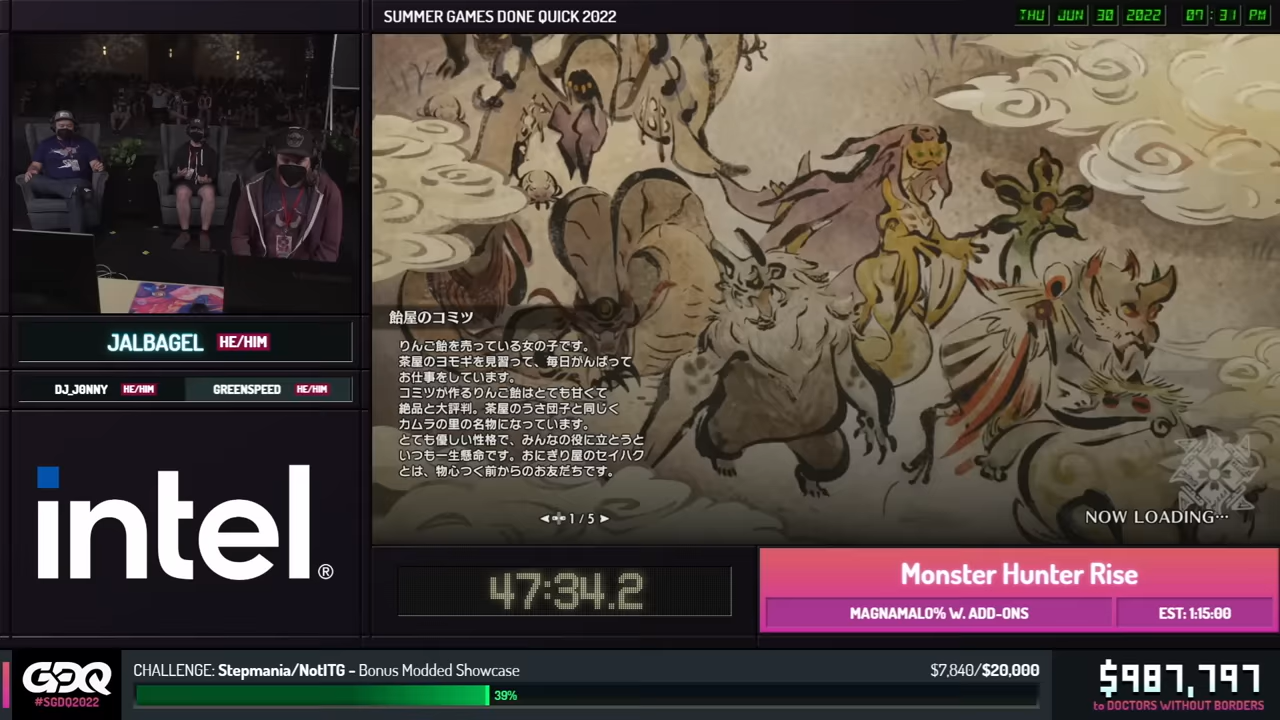 SUMMER GAMES DONE QUICK 2022
THU JUN 30 2022 07:31 PM
JALBAGEL HE/HIM
DJ_J0NNY HE/HIM GREENSPEED HE/HIM
intel®
飴屋のコミツ
りんご飴を売っている女の子です。
茶屋のヨモギを見習って、毎日がんばって
お仕事をしています。
コミツが作るりんご飴はとても甘くて
絶品と大評判。茶屋のうさ団子と同じく
カムラの里の名物になっています。
とても優しい性格で、みんなの役に立とうと
いつも一生懸命です。おにぎり屋のセイハク
とは、物心つく前からのお友だちです。
1/5
NOW LOADING…
47:34.2
Monster Hunter Rise
MAGNAMAL0% W. ADD-ONS
EST: 1:15:00
GDQ
#SGDQ2022
CHALLENGE: Stepmania/NotITG - Bonus Modded Showcase
$7,840/$20,000
39%
$987,797
to DOCTORS WITHOUT BORDERS